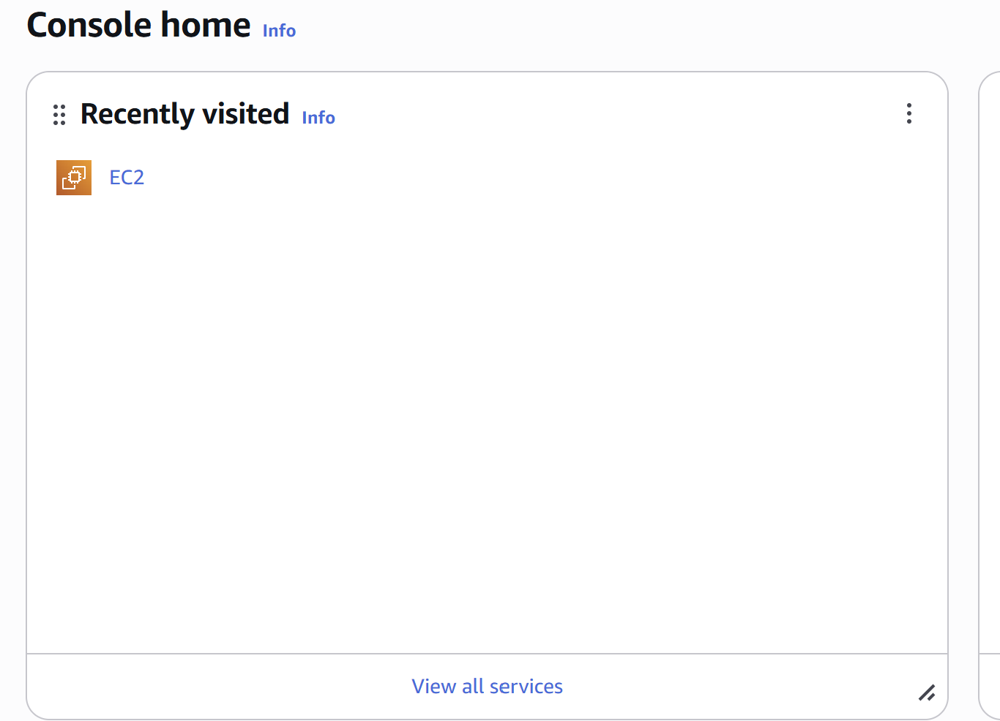 Console home Info
Recently visited Info
EC2
View all services